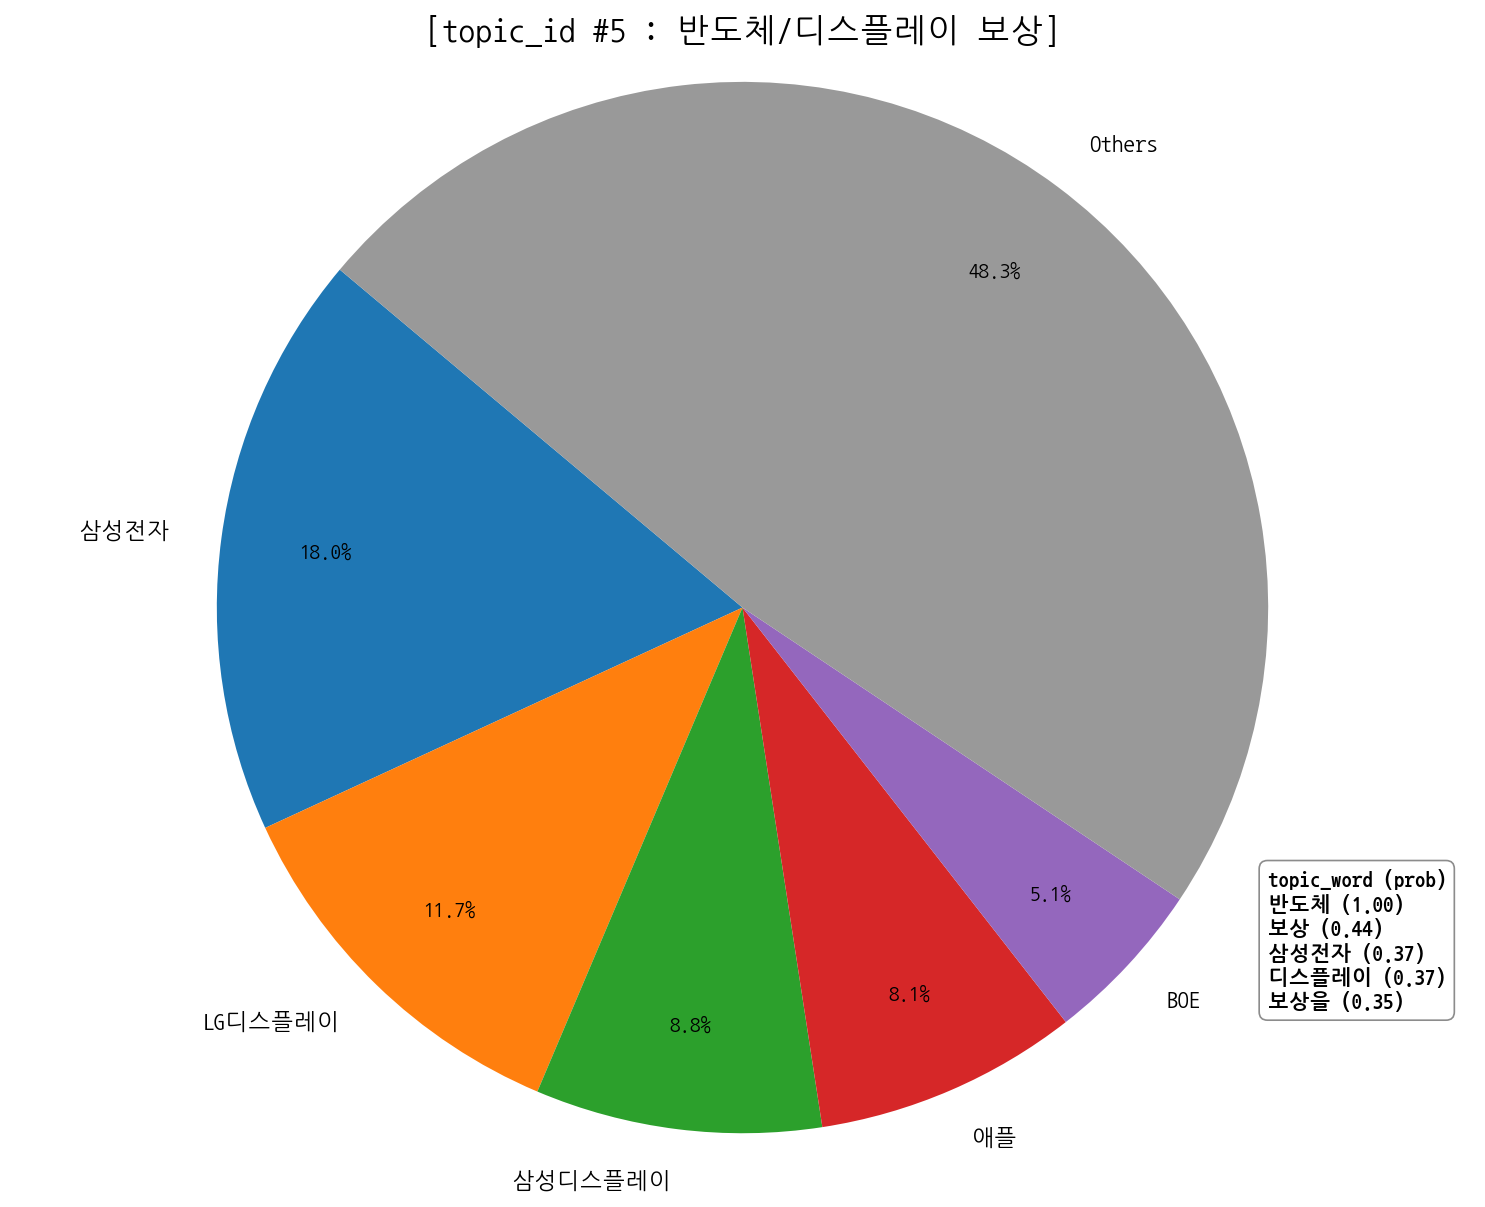 [topic_id #5 : 반도체/디스플레이 보상]
Others
48.3%
삼성전자
18.0%
11.7%
LG디스플레이
8.8%
삼성디스플레이
8.1%
애플
5.1%
BOE
topic_word (prob)
반도체 (1.00)
보상 (0.44)
삼성전자 (0.37)
디스플레이 (0.37)
보상을 (0.35)